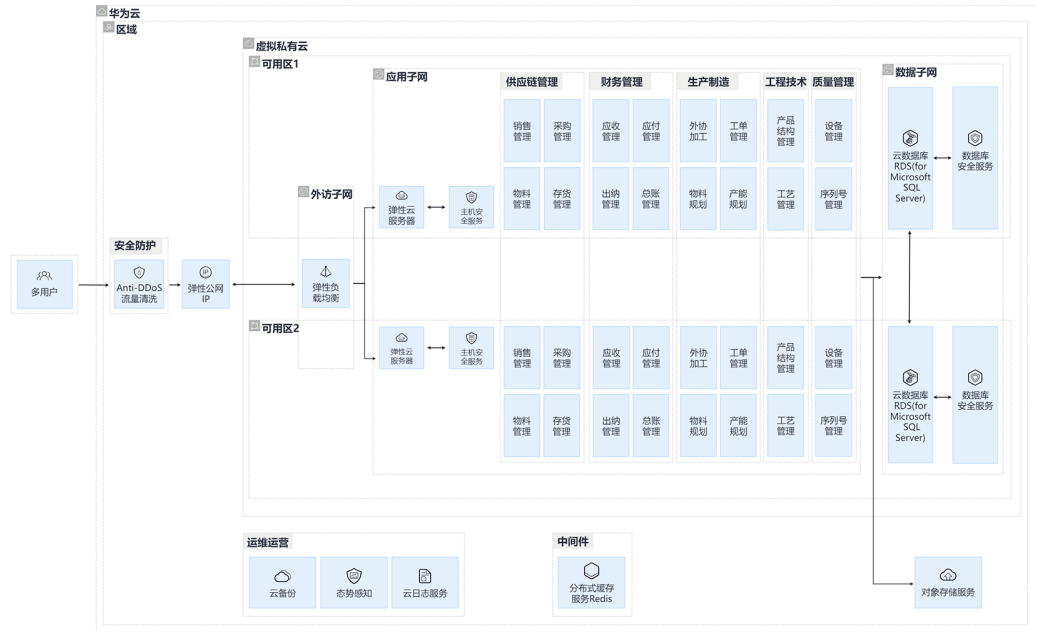 华为云
区域
虚拟私有云
可用区1
应用子网
供应链管理
财务管理
生产制造
工程技术
质量管理
数据子网
销售
管理
采购
管理
应收
管理
应付
管理
外协
加工
工单
管理
产品
结构
管理
设备
管理
云数据库
RDS(for
Microsoft
SQL
Server)
数据库
安全服务
外访子网
弹性云
服务器
主机安
全服务
物料
管理
存货
管理
出纳
管理
总账
管理
物料
规划
产能
规划
工艺
管理
序列号
管理
安全防护
多用户
Anti-DDoS
流量清洗
弹性公网
IP
弹性负
载均衡
可用区2
弹性云
服务器
主机安
全服务
销售
管理
采购
管理
应收
管理
应付
管理
外协
加工
工单
管理
产品
结构
管理
设备
管理
云数据库
RDS(for
Microsoft
SQL
Server)
数据库
安全服务
物料
管理
存货
管理
出纳
管理
总账
管理
物料
规划
产能
规划
工艺
管理
序列号
管理
运维运营
云备份
态势感知
云日志服务
中间件
分布式缓存
服务Redis
对象存储服务